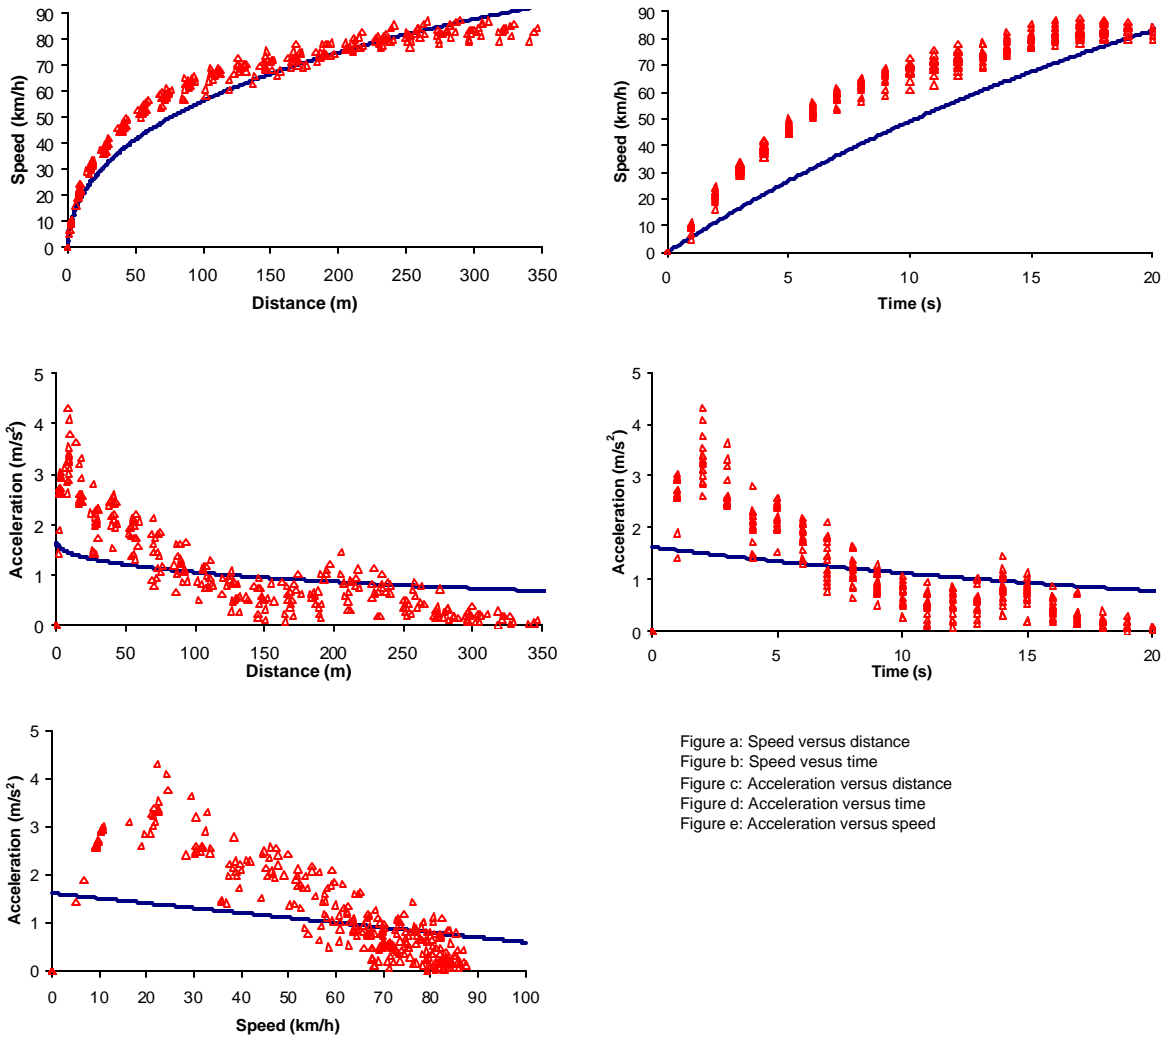 90
80
70
60
50
40
30
20
10
0
Speed (km/h)
0 50 100 150 200 250 300 350
Distance (m)
90
80
70
60
50
40
30
20
10
0
Speed (km/h)
0 5 10 15 20
Time (s)
5
4
3
2
1
0
Acceleration (m/s²)
0 50 100 150 200 250 300 350
Distance (m)
5
4
3
2
1
0
Acceleration (m/s²)
0 5 10 15 20
Time (s)
5
4
3
2
1
0
Acceleration (m/s²)
0 10 20 30 40 50 60 70 80 90 100
Speed (km/h)
Figure a: Speed versus distance
Figure b: Speed vesus time
Figure c: Acceleration versus distance
Figure d: Acceleration versus time
Figure e: Acceleration versus speed